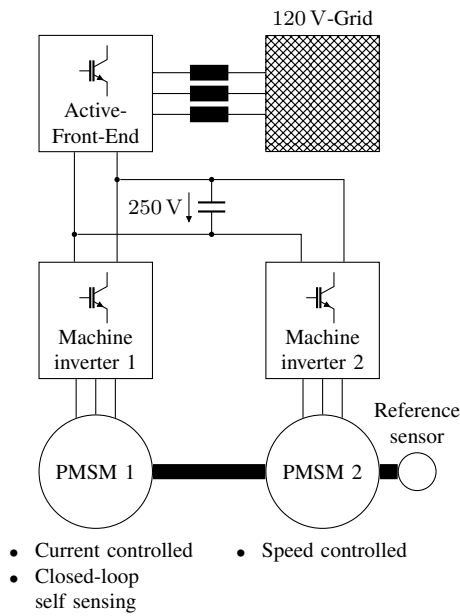 120 V-Grid
Active-
Front-End
250 V
Machine
inverter 1
Machine
inverter 2
Reference
sensor
PMSM 1
PMSM 2
• Current controlled
• Closed-loop
self sensing
• Speed controlled